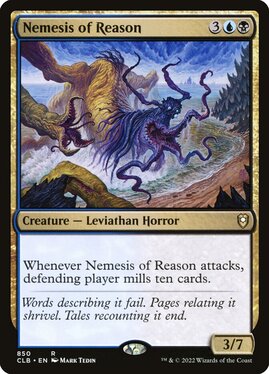 Nemesis of Reason 3
Creature — Leviathan Horror
Whenever Nemesis of Reason attacks,
defending player mills ten cards.
Words describing it fail. Pages relating it
shrivel. Tales recounting it end.
3/7
850 R
CLB • EN MARK TEDIN
™ & © 2022 Wizards of the Coast